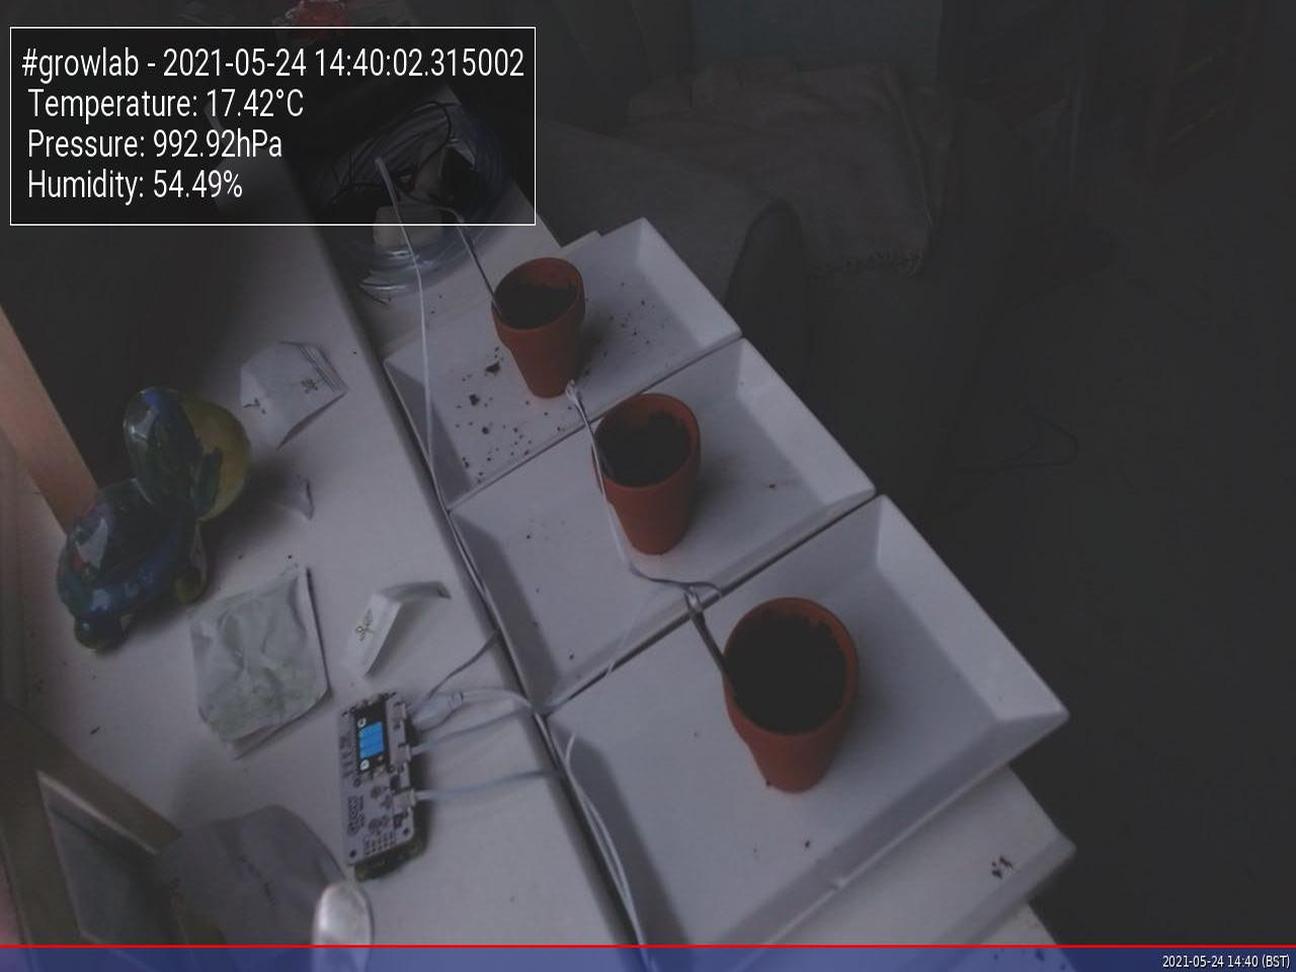 #growlab - 2021-05-24 14:40:02.315002
Temperature: 17.42°C
Pressure: 992.92hPa
Humidity: 54.49%
2021-05-24 14:40 (BST)